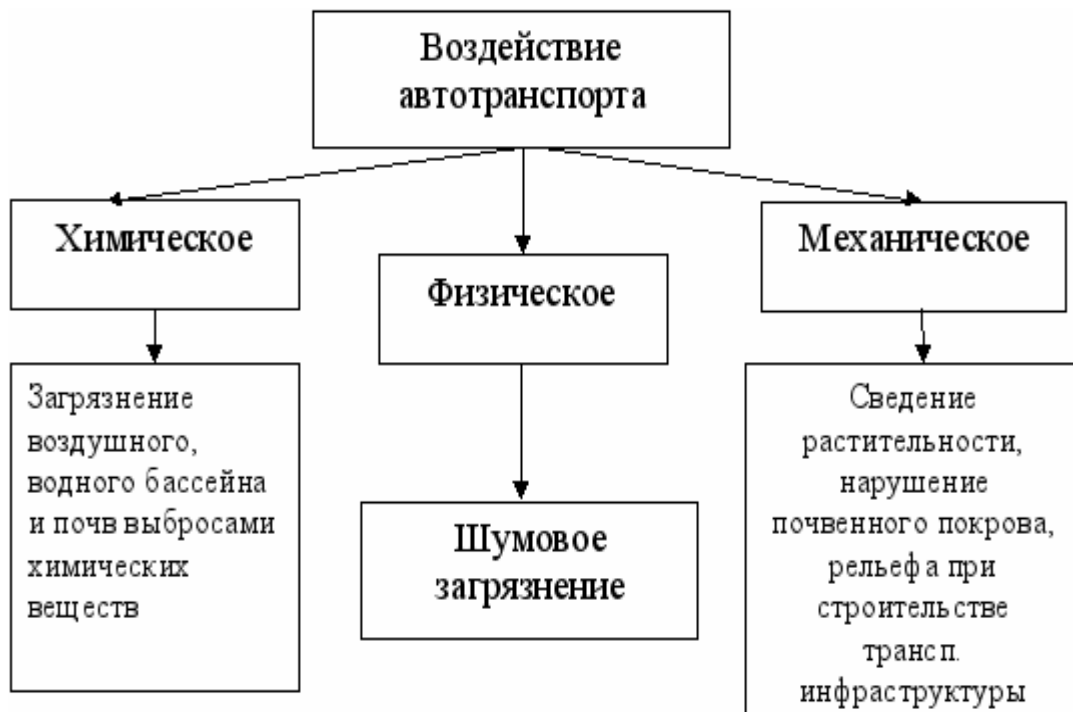 Воздействие
автотранспорта
Химическое
Физическое
Механическое
Загрязнение
воздушного,
водного бассейна
и почв выбросами
химических
веществ
Шумовое
загрязнение
Сведение
растительности,
нарушение
почвенного покрова,
рельефа при
строительстве
трансп.
инфраструктуры